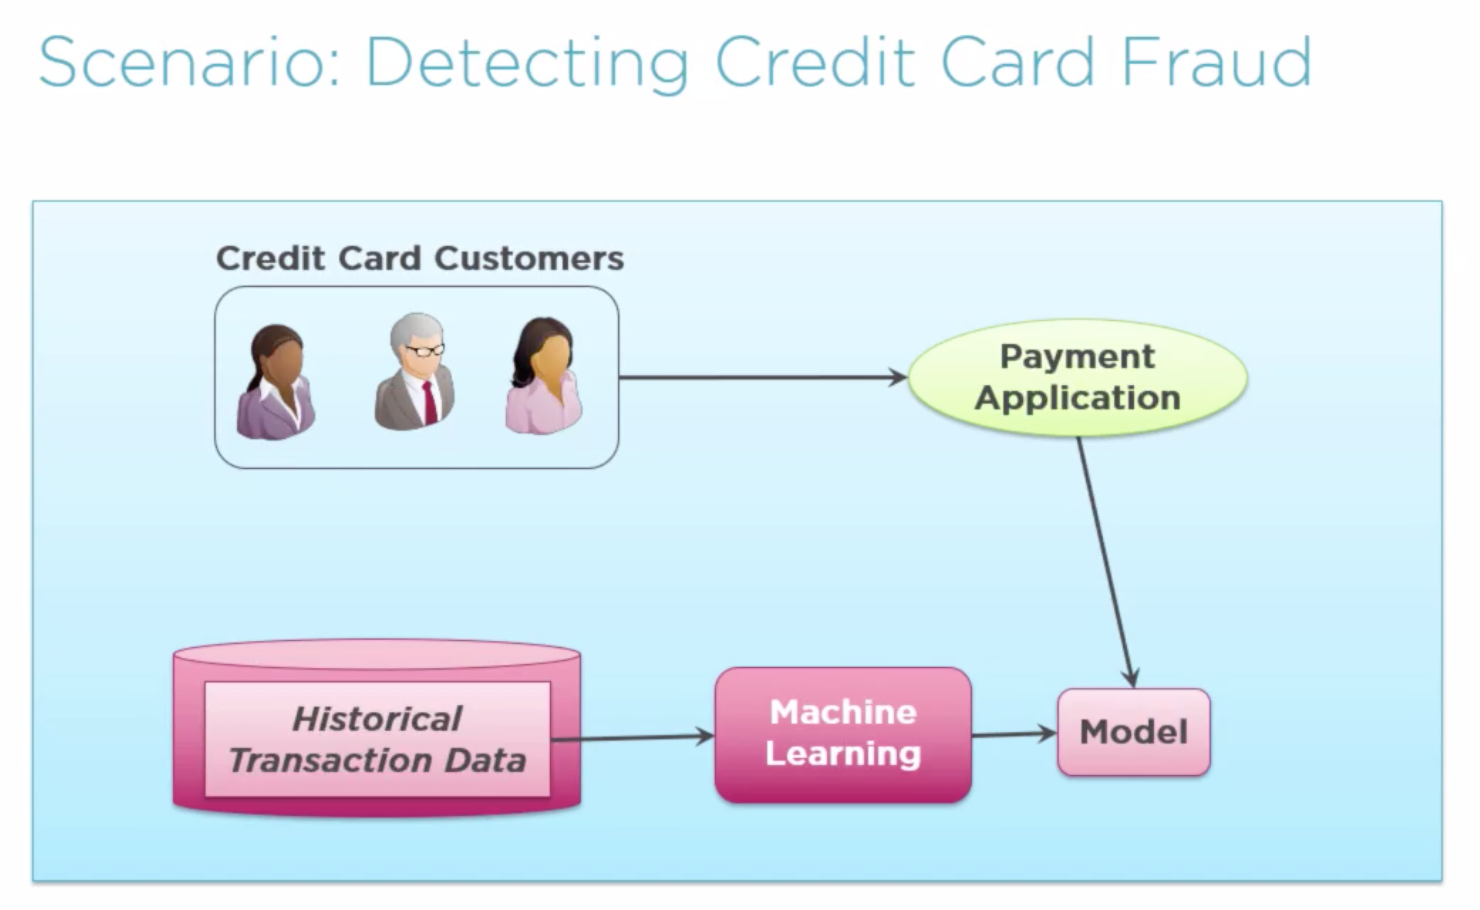 Scenario: Detecting Credit Card Fraud
Credit Card Customers
Payment
Application
Historical
Transaction Data
Machine
Learning
Model